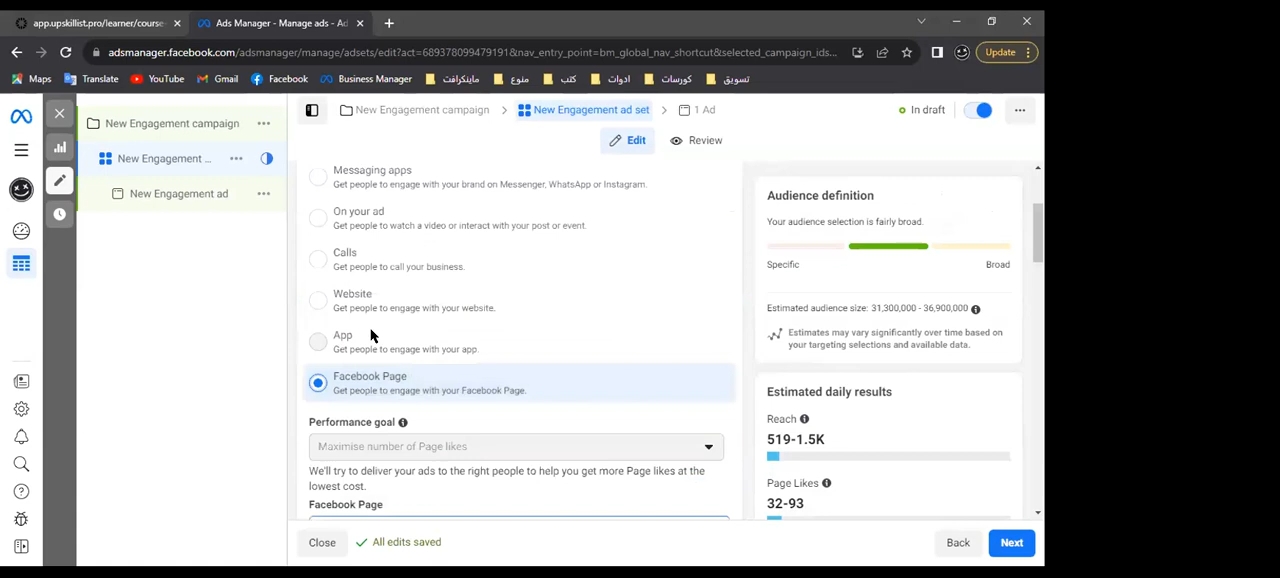 app.upskillist.pro/learner/course
Ads Manager - Manage ads - Ad
adsmanager.facebook.com/adsmanager/manage/adsets/edit?act=689378099479191&nav_entry_point=bm_global_nav_shortcut&selected_campaign_ids...
Update
Maps
Translate
YouTube
Gmail
Facebook
Business Manager
ماينكرافت
منوع
كتب
ادوات
كورسات
تسويق
New Engagement campaign
New Engagement ...
New Engagement ad
New Engagement campaign
New Engagement ad set
1 Ad
In draft
Edit
Review
Messaging apps
Get people to engage with your brand on Messenger, WhatsApp or Instagram.
On your ad
Get people to watch a video or interact with your post or event.
Calls
Get people to call your business.
Website
Get people to engage with your website.
App
Get people to engage with your app.
Facebook Page
Get people to engage with your Facebook Page.
Performance goal
Maximise number of Page likes
We'll try to deliver your ads to the right people to help you get more Page likes at the
lowest cost.
Facebook Page
Close
All edits saved
Back
Next
Audience definition
Your audience selection is fairly broad.
Specific
Broad
Estimated audience size: 31,300,000 - 36,900,000
Estimates may vary significantly over time based on
your targeting selections and available data.
Estimated daily results
Reach
519-1.5K
Page Likes
32-93